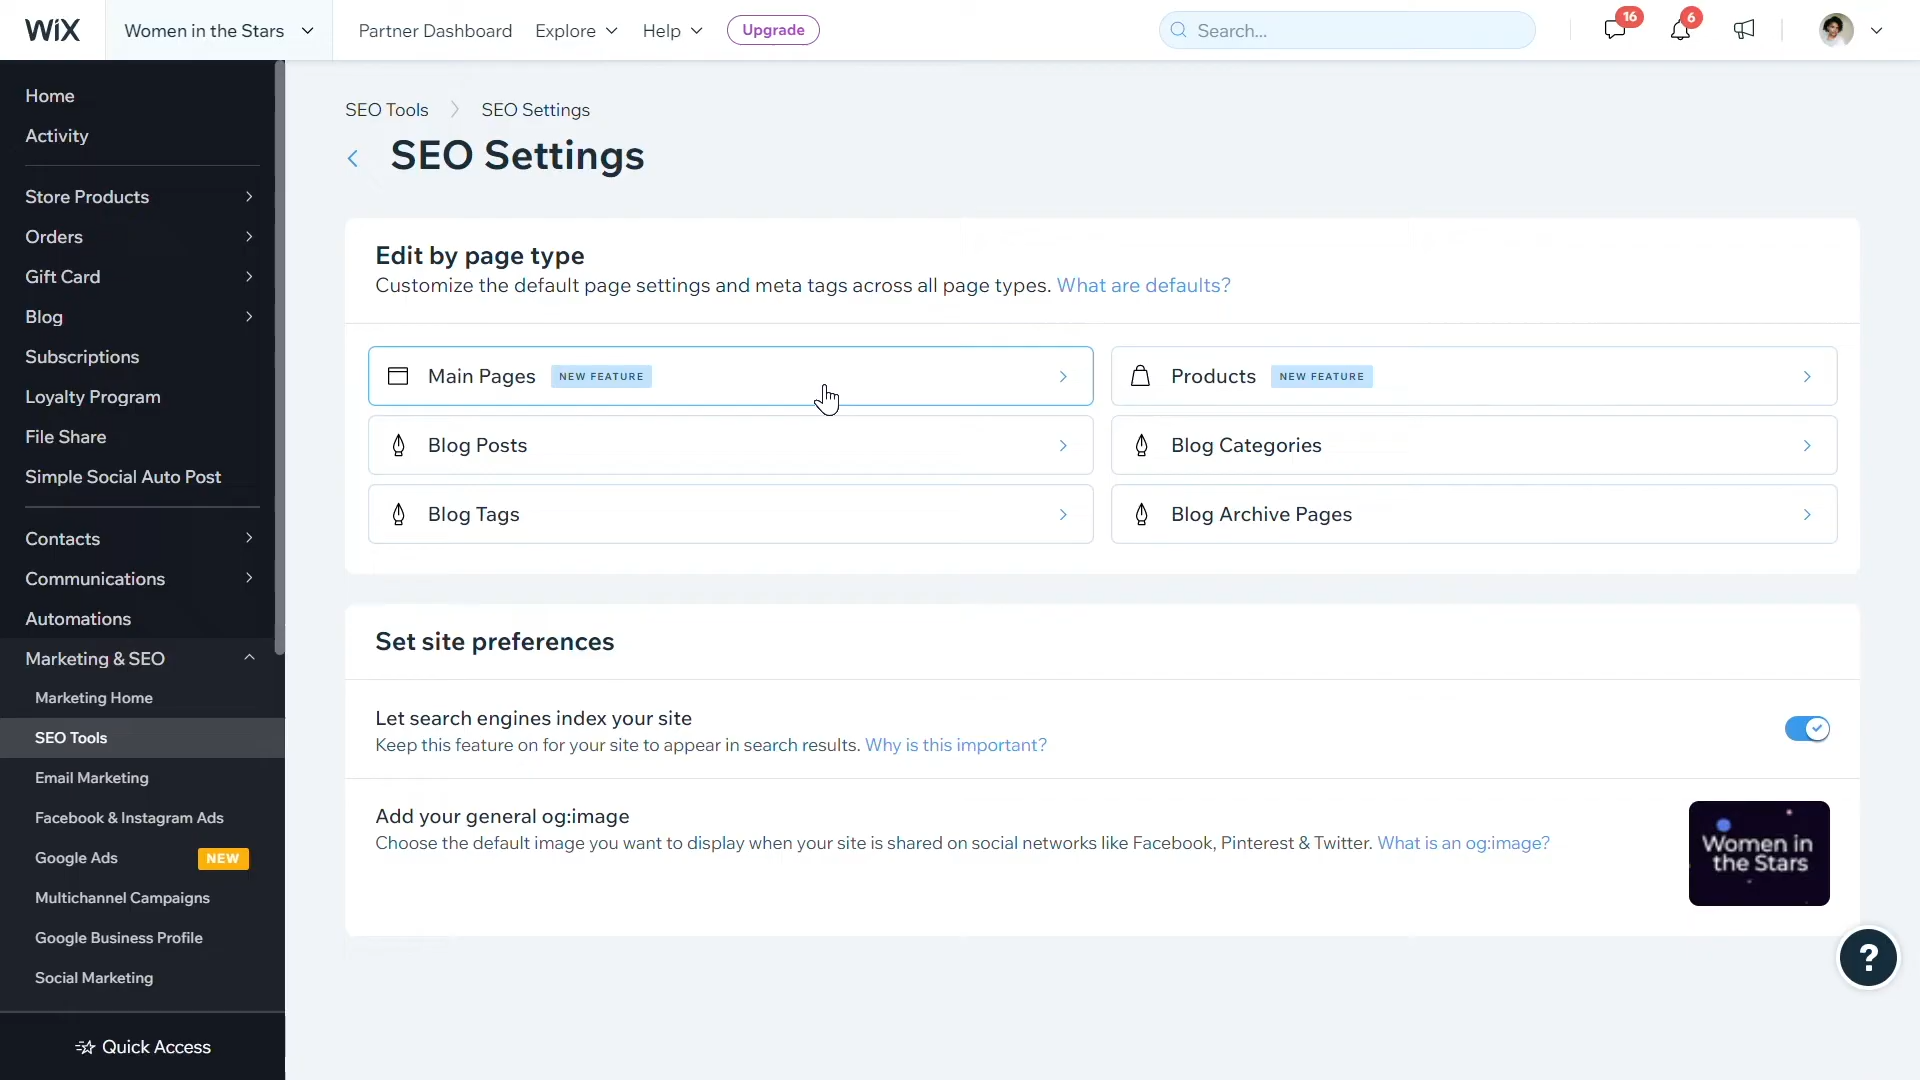 WiX
Women in the Stars
Partner Dashboard
Explore
Help
Upgrade
Search...
16
6
Home
Activity
Store Products
Orders
Gift Card
Blog
Subscriptions
Loyalty Program
File Share
Simple Social Auto Post
Contacts
Communications
Automations
Marketing & SEO
Marketing Home
SEO Tools
Email Marketing
Facebook & Instagram Ads
Google Ads NEW
Multichannel Campaigns
Google Business Profile
Social Marketing
Quick Access
SEO Tools > SEO Settings
SEO Settings
Edit by page type
Customize the default page settings and meta tags across all page types. What are defaults?
Main Pages NEW FEATURE
Products NEW FEATURE
Blog Posts
Blog Categories
Blog Tags
Blog Archive Pages
Set site preferences
Let search engines index your site
Keep this feature on for your site to appear in search results. Why is this important?
Add your general og:image
Choose the default image you want to display when your site is shared on social networks like Facebook, Pinterest & Twitter. What is an og:image?
Women in
the Stars
?